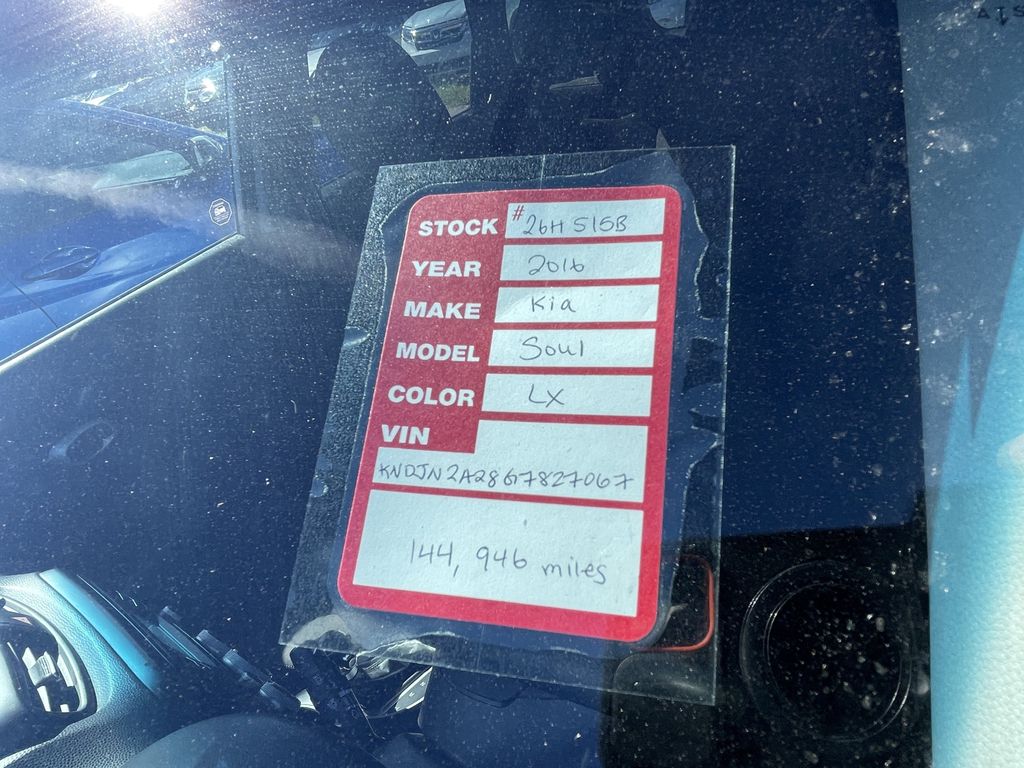 STOCK # 26H515B
YEAR 2016
MAKE Kia
MODEL Soul
COLOR LX
VIN
KNDJN2A28G7827067
144,946 miles